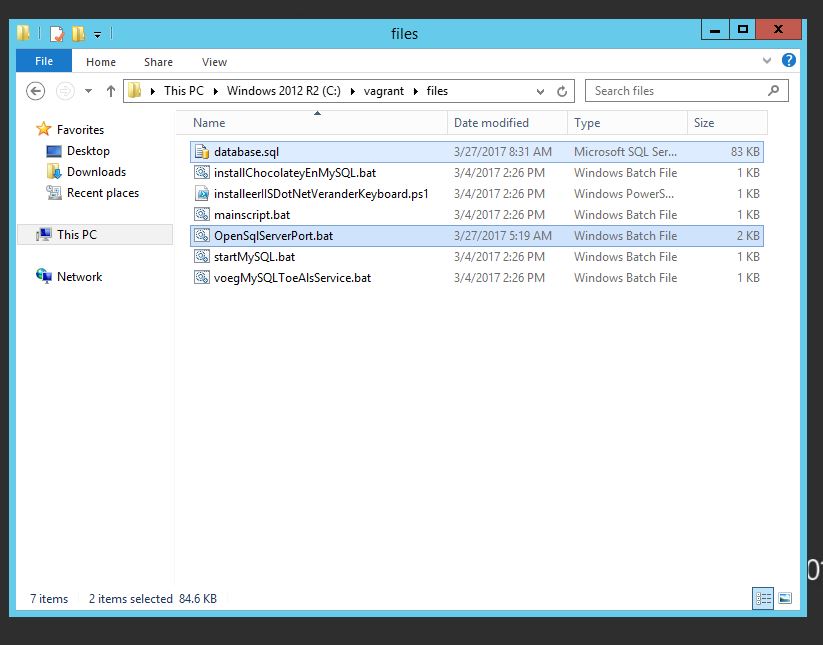 files
File Home Share View
This PC Windows 2012 R2 (C:) vagrant files Search files
Name Date modified Type Size
Favorites
Desktop
Downloads
Recent places
This PC
Network
database.sql 3/27/2017 8:31 AM Microsoft SQL Ser... 83 KB
installChocolateyEnMySQL.bat 3/4/2017 2:26 PM Windows Batch File 1 KB
installeerIISDotNetVeranderKeyboard.ps1 3/4/2017 2:26 PM Windows PowerS... 1 KB
mainscript.bat 3/4/2017 2:26 PM Windows Batch File 1 KB
OpenSqlServerPort.bat 3/27/2017 5:19 AM Windows Batch File 2 KB
startMySQL.bat 3/4/2017 2:26 PM Windows Batch File 1 KB
voegMySQLToeAlsService.bat 3/4/2017 2:26 PM Windows Batch File 1 KB
7 items 2 items selected 84.6 KB